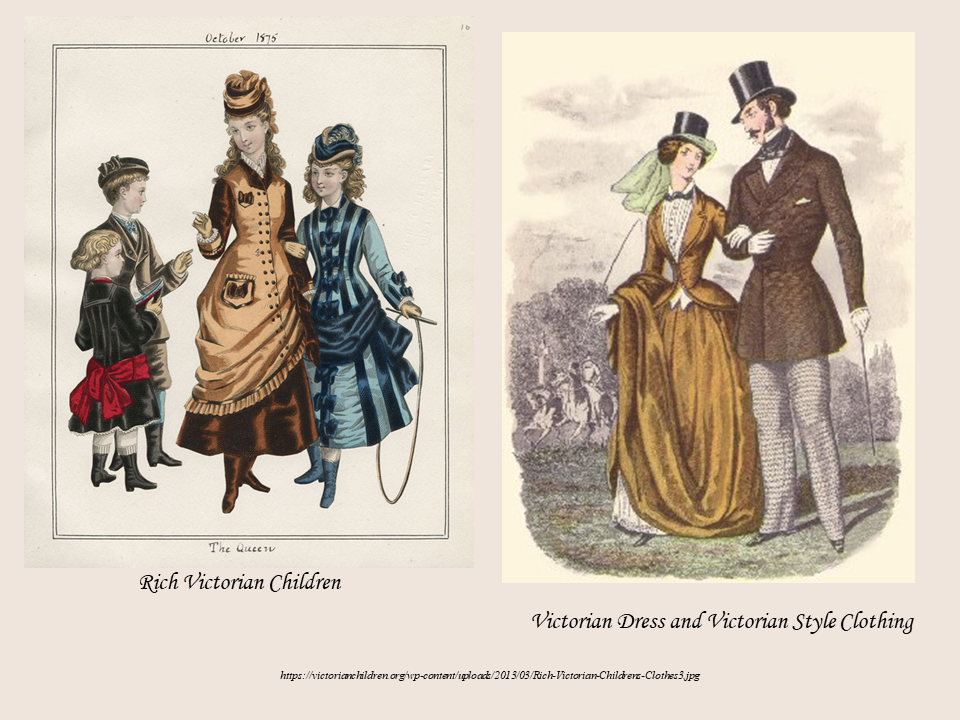 10
October 1875
The Queen
Rich Victorian Children
Victorian Dress and Victorian Style Clothing
https://victorianchildren.org/wp-content/uploads/2013/03/Rich-Victorian-Childrens-Clothes3.jpg